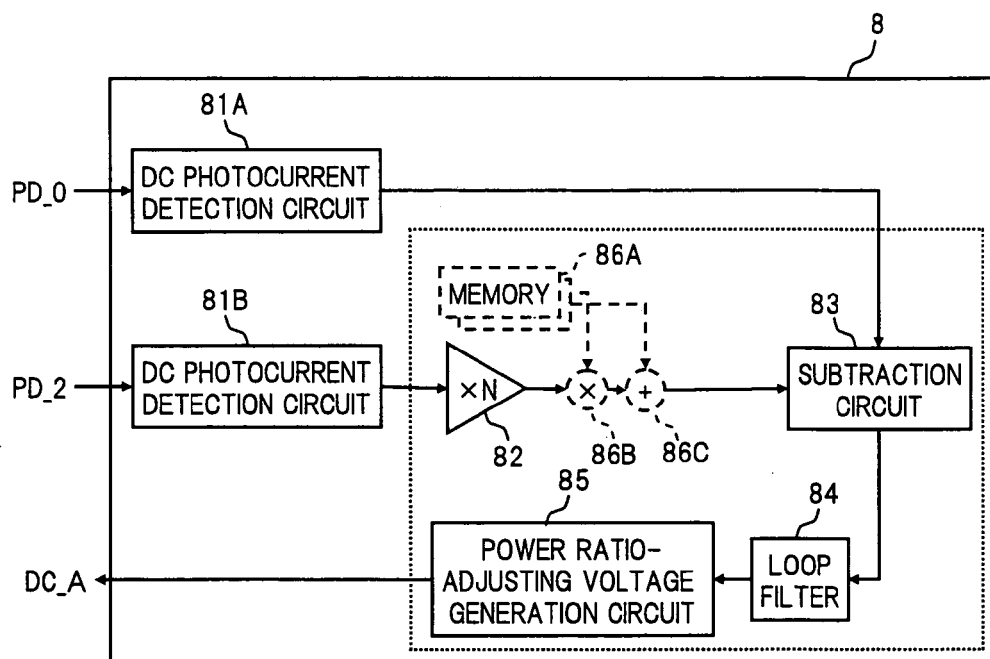 8
81A
PD_0
DC PHOTOCURRENT
DETECTION CIRCUIT
86A
MEMORY
81B
83
PD_2
DC PHOTOCURRENT
DETECTION CIRCUIT
×N
×
+
SUBTRACTION
CIRCUIT
82
86B
86C
85
84
DC_A
POWER RATIO-
ADJUSTING VOLTAGE
GENERATION CIRCUIT
LOOP
FILTER